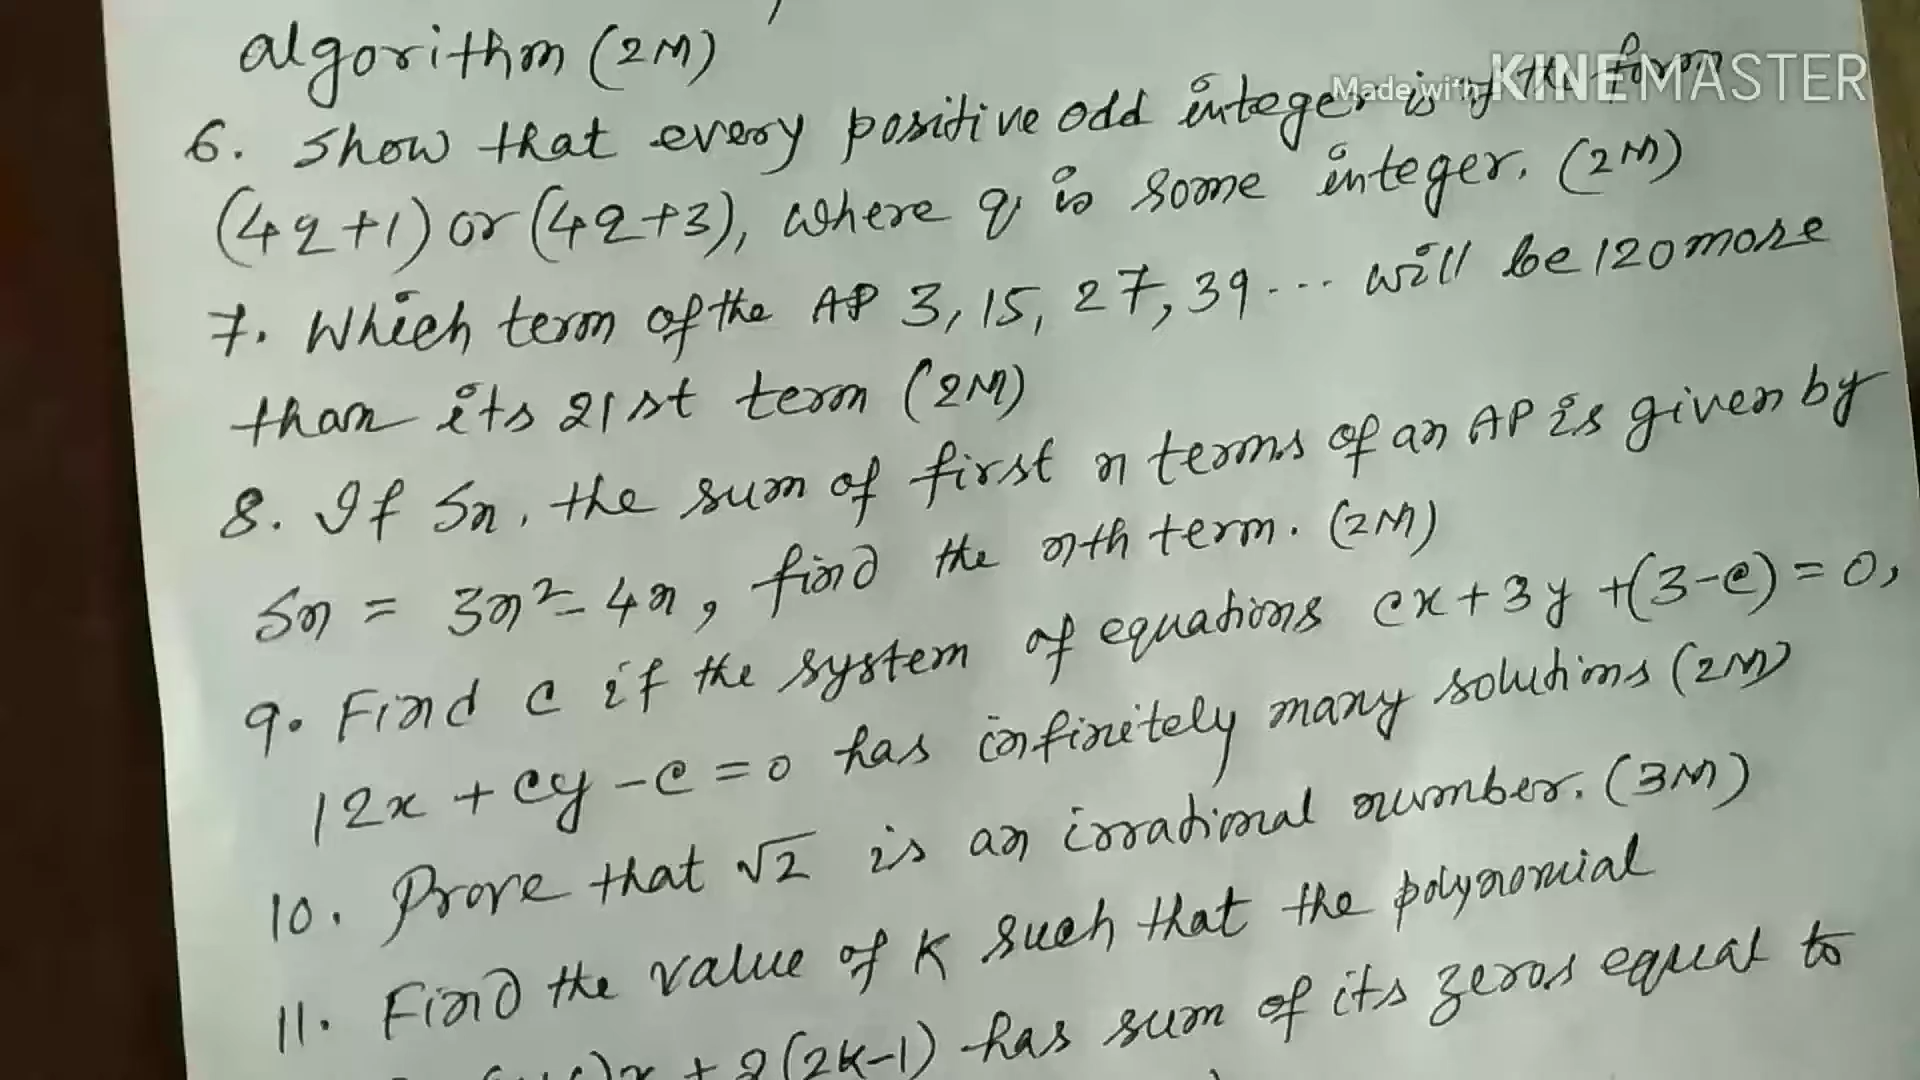 algorithm (2M)
Made with KINEMASTER
6. Show that every positive odd integer is of the form
(4q+1) or (4q+3), where q is some integer. (2M)
7. Which term of the AP 3, 15, 27, 39... will be 120 more
than its 21st term (2M)
8. If Sn, the sum of first n terms of an AP is given by
Sn = 3n²-4n, find the nth term. (2M)
9. Find c if the system of equations cx+3y+(3-c)=0,
12x+cy-c=0 has infinitely many solutions (2M)
10. Prove that √2 is an irrational number. (3M)
11. Find the value of K such that the polynomial
)x+2(2K-1) has sum of its zeros equal to